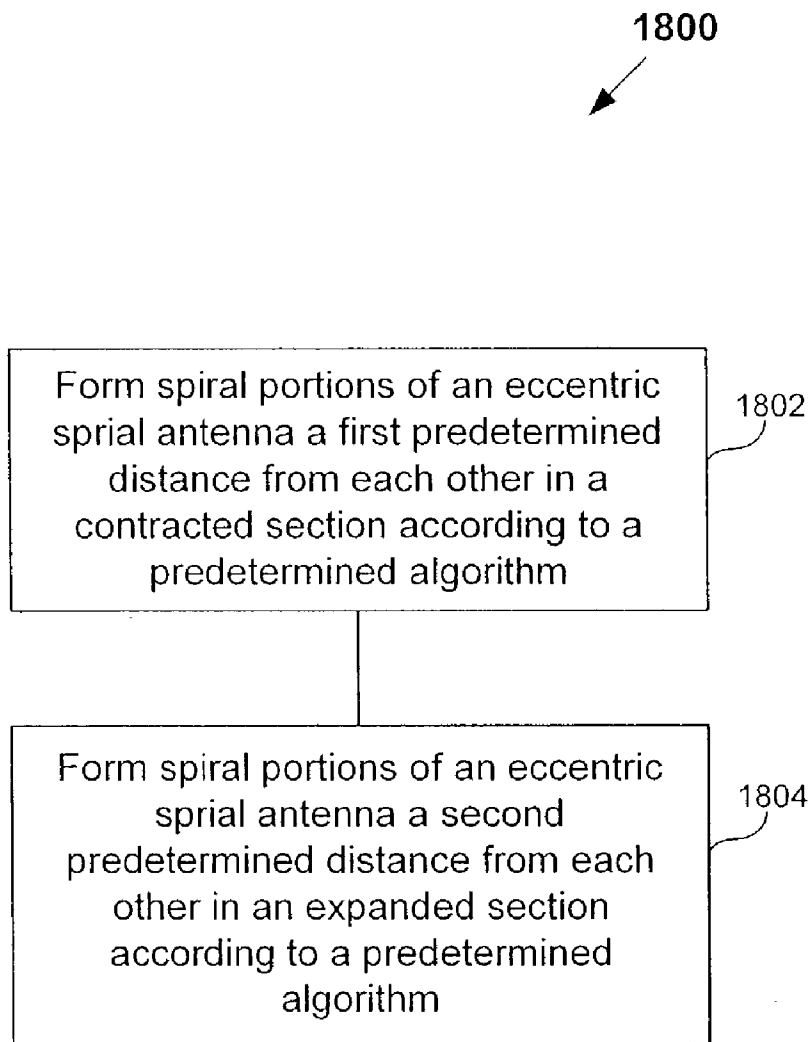 1800
Form spiral portions of an eccentric
sprial antenna a first predetermined
distance from each other in a
contracted section according to a
predetermined algorithm
1802
Form spiral portions of an eccentric
sprial antenna a second
predetermined distance from each
other in an expanded section
according to a predetermined
algorithm
1804